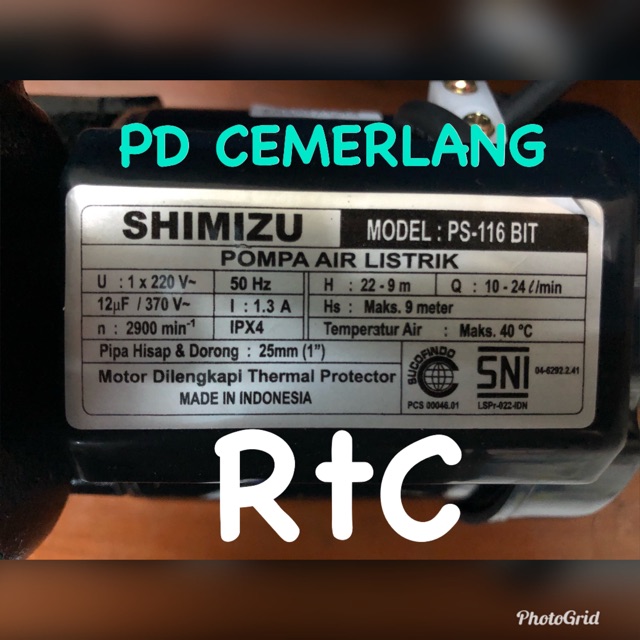 PD CEMERLANG
SHIMIZU MODEL : PS-116 BIT
POMPA AIR LISTRIK
U : 1 x 220 V~ 50 Hz H : 22 - 9 m Q : 10 - 24 ℓ/min
12µF / 370 V~ I : 1.3 A Hs : Maks. 9 meter
n : 2900 min⁻¹ IPX4 Temperatur Air : Maks. 40 °C
Pipa Hisap & Dorong : 25mm (1")
Motor Dilengkapi Thermal Protector
MADE IN INDONESIA
SUCOFINDO
PCS 00046.01
SNI
04-6292.2.41
LSPr-022-IDN
RtC
PhotoGrid